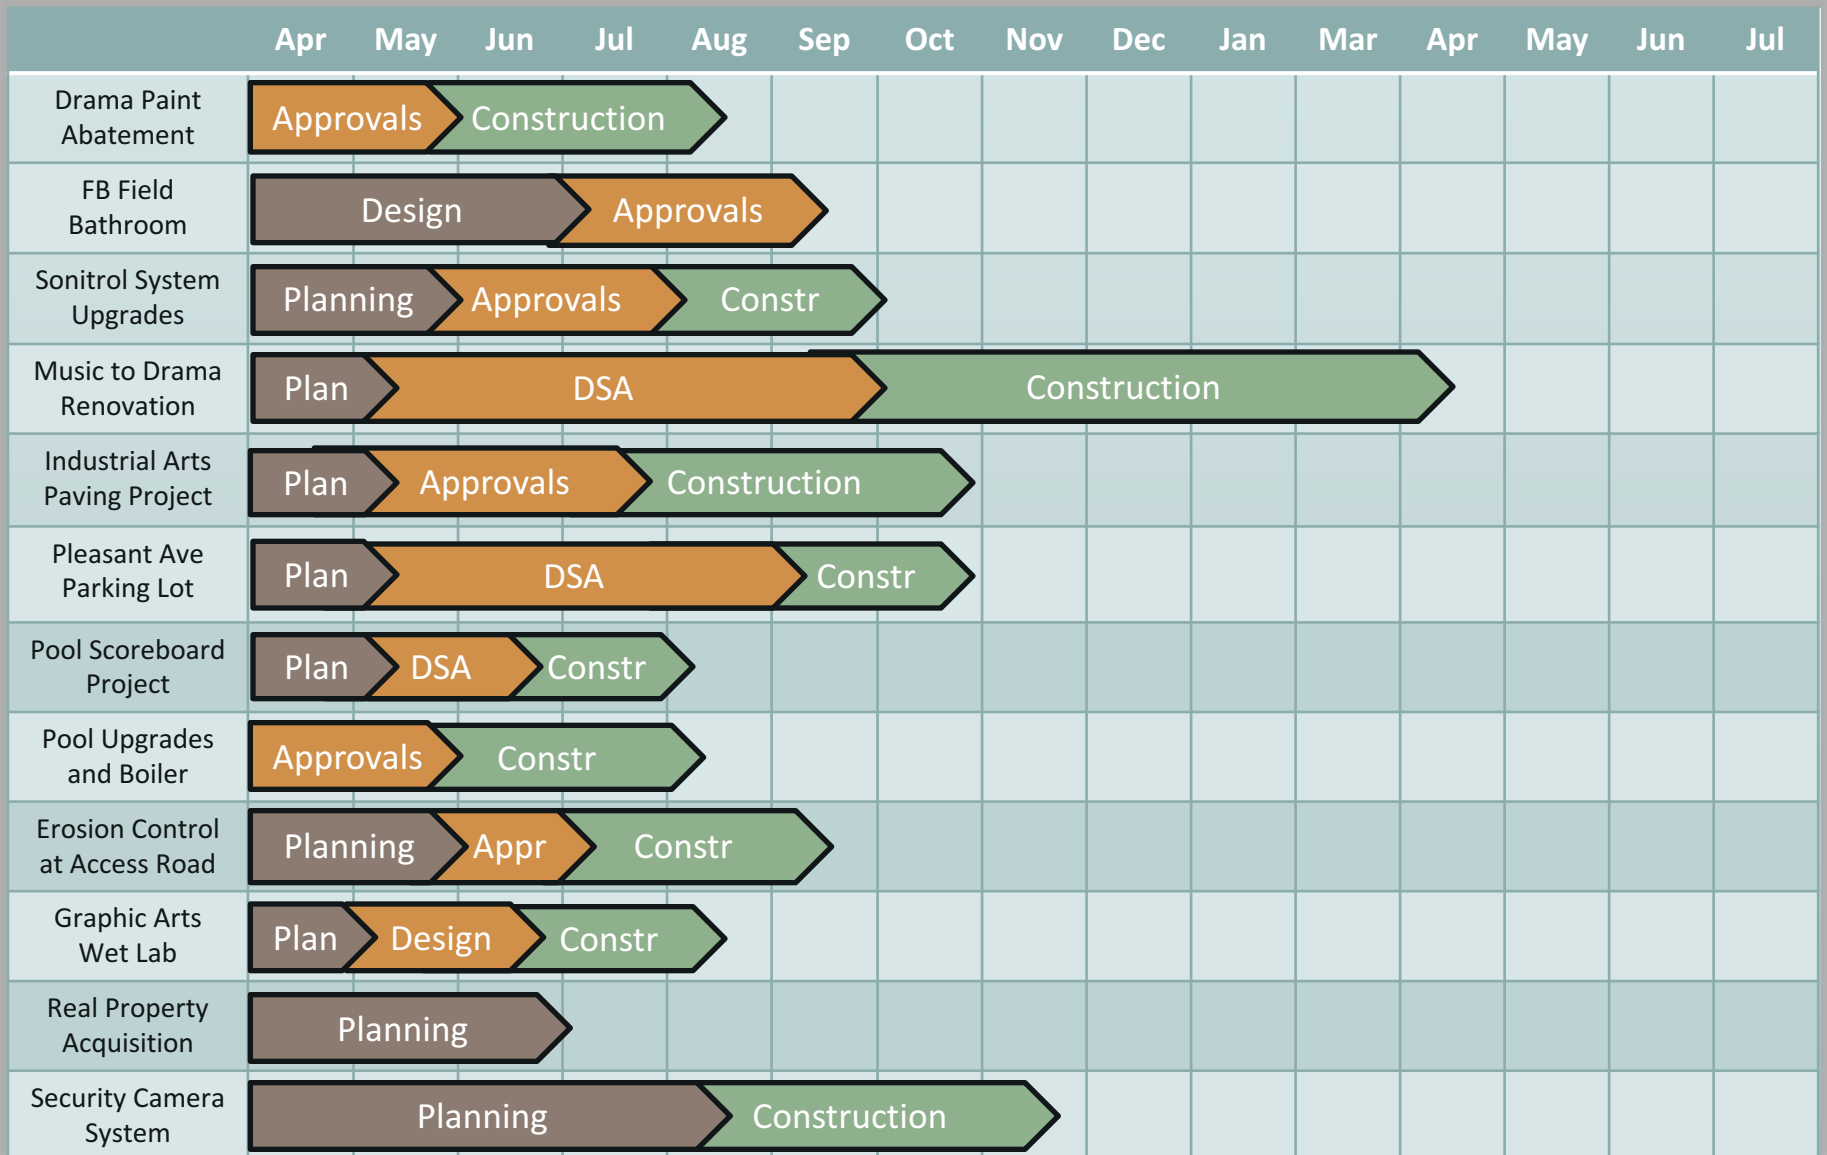 Apr May Jun Jul Aug Sep Oct Nov Dec Jan Mar Apr May Jun Jul
Drama Paint
Abatement
Approvals Construction
FB Field
Bathroom
Design Approvals
Sonitrol System
Upgrades
Planning Approvals Constr
Music to Drama
Renovation
Plan DSA Construction
Industrial Arts
Paving Project
Plan Approvals Construction
Pleasant Ave
Parking Lot
Plan DSA Constr
Pool Scoreboard
Project
Plan DSA Constr
Pool Upgrades
and Boiler
Approvals Constr
Erosion Control
at Access Road
Planning Appr Constr
Graphic Arts
Wet Lab
Plan Design Constr
Real Property
Acquisition
Planning
Security Camera
System
Planning Construction